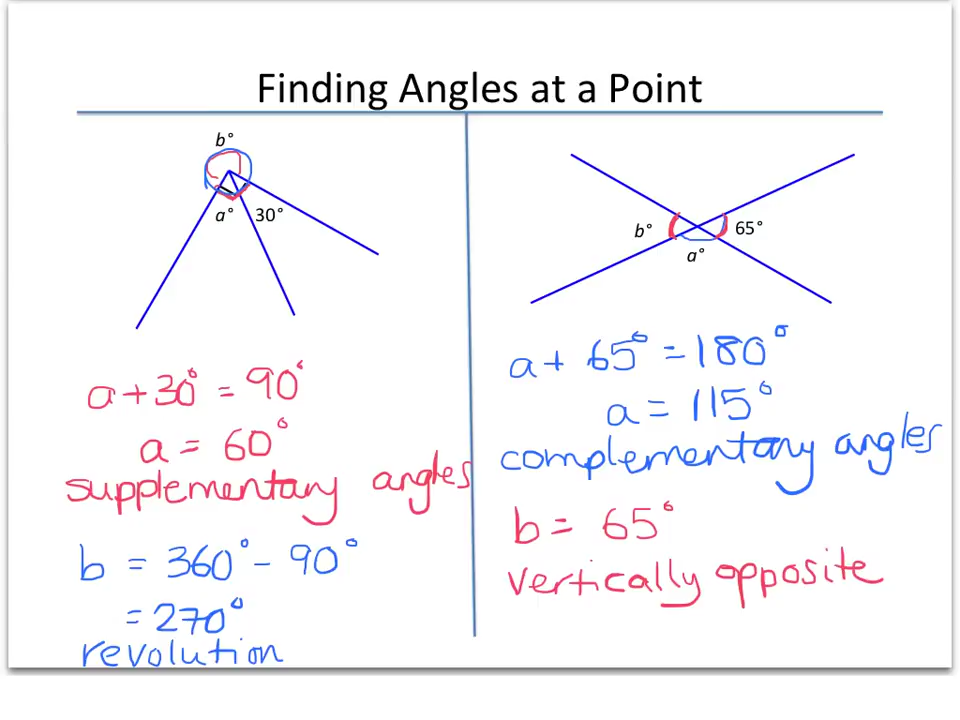 Finding Angles at a Point
b°
a° 30°
a + 30° = 90°
a = 60°
supplementary angles
b = 360° - 90°
= 270°
revolution
b° 65°
a°
a + 65° = 180°
a = 115°
complementary angles
b = 65°
vertically opposite